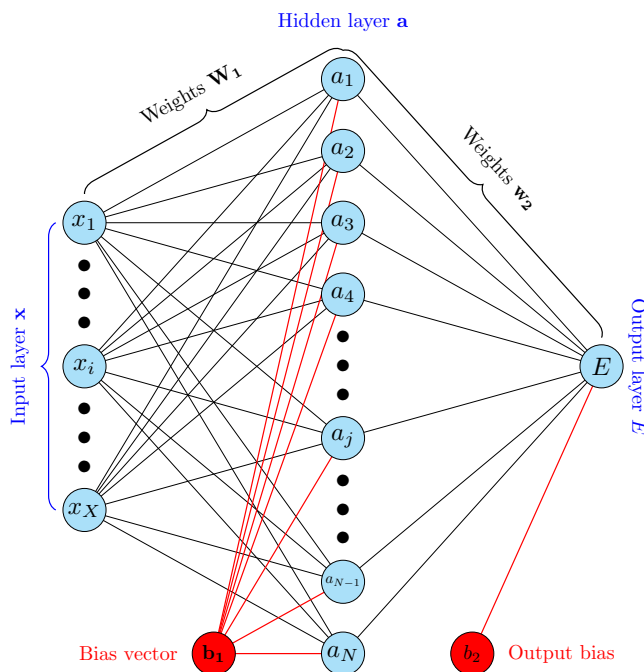 Hidden layer a
Weights W₁
Weights w₂
a₁
a₂
a₃
a₄
aⱼ
a_{N−1}
a_N
x₁
xᵢ
x_X
Input layer x
E
Output layer E
Bias vector
b₁
b₂
Output bias